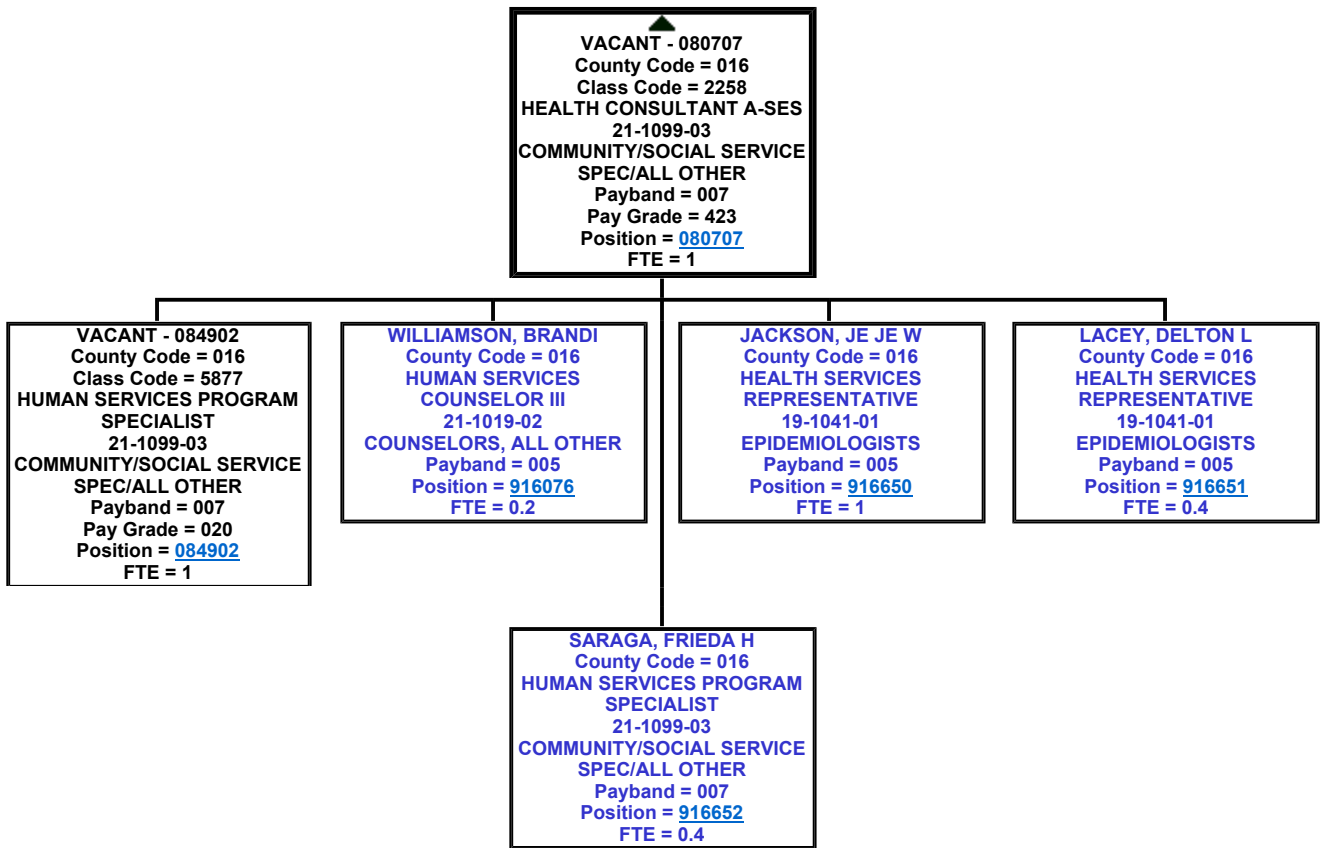 VACANT - 080707
County Code = 016
Class Code = 2258
HEALTH CONSULTANT A-SES
21-1099-03
COMMUNITY/SOCIAL SERVICE
SPEC/ALL OTHER
Payband = 007
Pay Grade = 423
Position = 080707
FTE = 1
VACANT - 084902
County Code = 016
Class Code = 5877
HUMAN SERVICES PROGRAM
SPECIALIST
21-1099-03
COMMUNITY/SOCIAL SERVICE
SPEC/ALL OTHER
Payband = 007
Pay Grade = 020
Position = 084902
FTE = 1
WILLIAMSON, BRANDI
County Code = 016
HUMAN SERVICES
COUNSELOR III
21-1019-02
COUNSELORS, ALL OTHER
Payband = 005
Position = 916076
FTE = 0.2
JACKSON, JE JE W
County Code = 016
HEALTH SERVICES
REPRESENTATIVE
19-1041-01
EPIDEMIOLOGISTS
Payband = 005
Position = 916650
FTE = 1
LACEY, DELTON L
County Code = 016
HEALTH SERVICES
REPRESENTATIVE
19-1041-01
EPIDEMIOLOGISTS
Payband = 005
Position = 916651
FTE = 0.4
SARAGA, FRIEDA H
County Code = 016
HUMAN SERVICES PROGRAM
SPECIALIST
21-1099-03
COMMUNITY/SOCIAL SERVICE
SPEC/ALL OTHER
Payband = 007
Position = 916652
FTE = 0.4